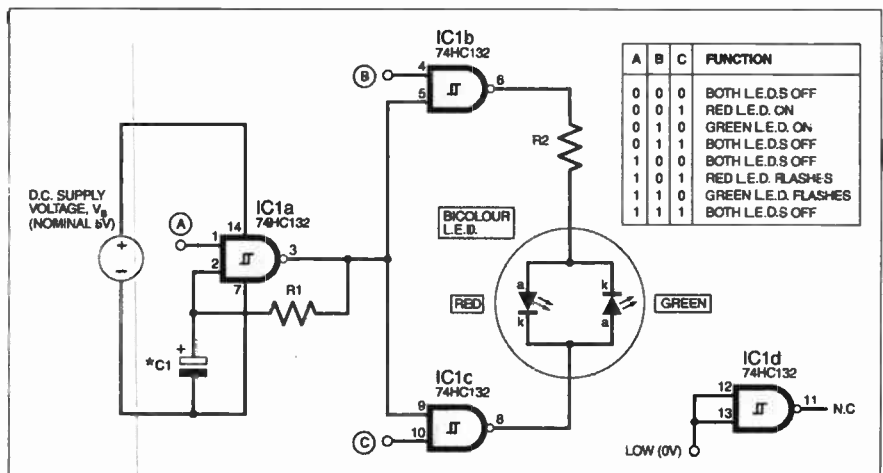 IC1b
74HC132
B
4
5
6
R2
A B C FUNCTION
0 0 0 BOTH L.E.D.S OFF
0 0 1 RED L.E.D. ON
0 1 0 GREEN L.E.D. ON
0 1 1 BOTH L.E.D.S OFF
1 0 0 BOTH L.E.D.S OFF
1 0 1 RED L.E.D. FLASHES
1 1 0 GREEN L.E.D. FLASHES
1 1 1 BOTH L.E.D.S OFF
D.C. SUPPLY
VOLTAGE, VB
(NOMINAL 5V)
+
−
A
IC1a
74HC132
14
1
2
3
7
R1
+
*C1
BICOLOUR
L.E.D.
RED
a
k
k
a
GREEN
IC1c
74HC132
9
10
8
C
IC1d
74HC132
12
13
11
N.C
LOW (0V)